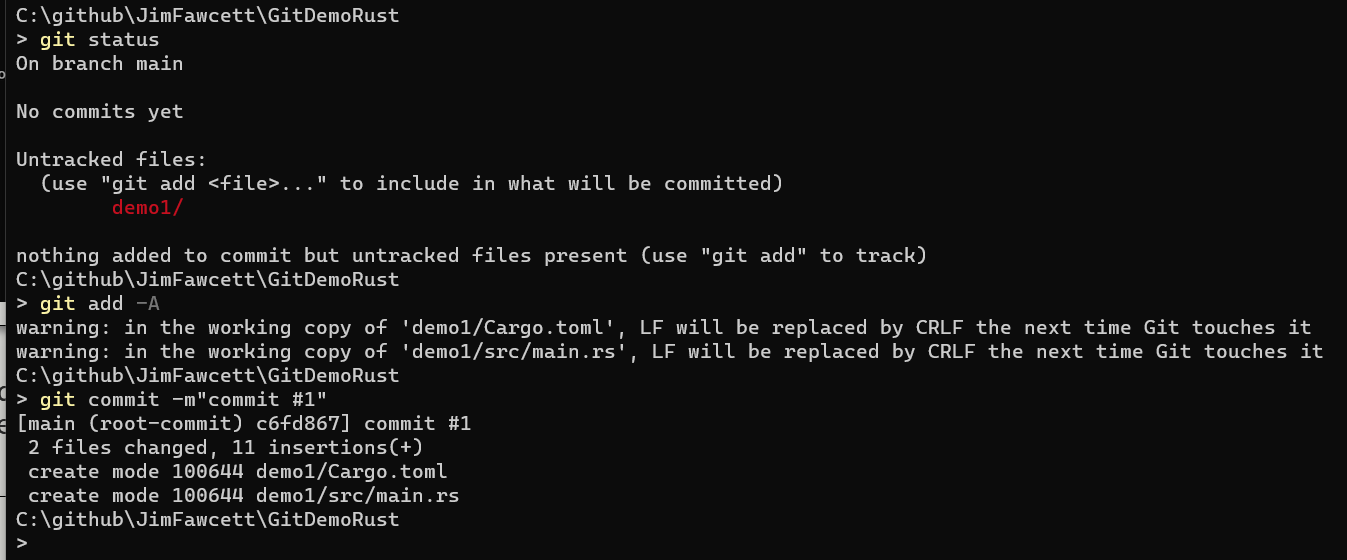 C:\github\JimFawcett\GitDemoRust
> git status
On branch main
No commits yet
Untracked files:
  (use "git add <file>..." to include in what will be committed)
        demo1/
nothing added to commit but untracked files present (use "git add" to track)
C:\github\JimFawcett\GitDemoRust
> git add -A
warning: in the working copy of 'demo1/Cargo.toml', LF will be replaced by CRLF the next time Git touches it
warning: in the working copy of 'demo1/src/main.rs', LF will be replaced by CRLF the next time Git touches it
C:\github\JimFawcett\GitDemoRust
> git commit -m"commit #1"
[main (root-commit) c6fd867] commit #1
 2 files changed, 11 insertions(+)
 create mode 100644 demo1/Cargo.toml
 create mode 100644 demo1/src/main.rs
C:\github\JimFawcett\GitDemoRust
>